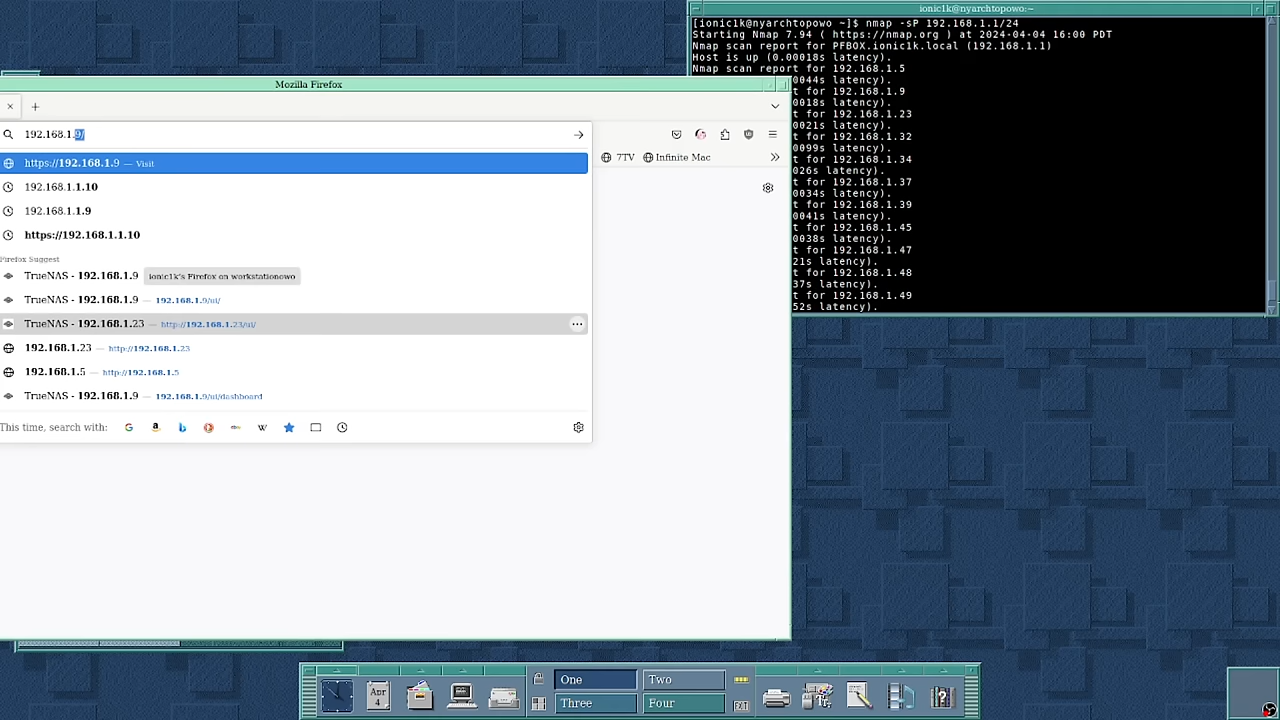 ionic1k@nyarchtopowo:~
[ionic1k@nyarchtopowo ~]$ nmap -sP 192.168.1.1/24
Starting Nmap 7.94 ( https://nmap.org ) at 2024-04-04 16:00 PDT
Nmap scan report for PFBOX.ionic1k.local (192.168.1.1)
Host is up (0.00018s latency).
Nmap scan report for 192.168.1.5
0044s latency).
t for 192.168.1.9
0018s latency).
t for 192.168.1.23
0021s latency).
t for 192.168.1.32
0099s latency).
t for 192.168.1.34
026s latency).
t for 192.168.1.37
0034s latency).
t for 192.168.1.39
0041s latency).
t for 192.168.1.45
0038s latency).
t for 192.168.1.47
21s latency).
t for 192.168.1.48
37s latency).
t for 192.168.1.49
52s latency).
Mozilla Firefox
192.168.1.9/
7TV Infinite Mac
https://192.168.1.9 — Visit
192.168.1.1.10
192.168.1.1.9
https://192.168.1.1.10
Firefox Suggest
TrueNAS - 192.168.1.9 ionic1k's Firefox on workstationowo
TrueNAS - 192.168.1.9 — 192.168.1.9/ui/
TrueNAS - 192.168.1.23 — http://192.168.1.23/ui/
192.168.1.23 — http://192.168.1.23
192.168.1.5 — http://192.168.1.5
TrueNAS - 192.168.1.9 — 192.168.1.9/ui/dashboard
This time, search with:
One Two
Three Four
Apr
4